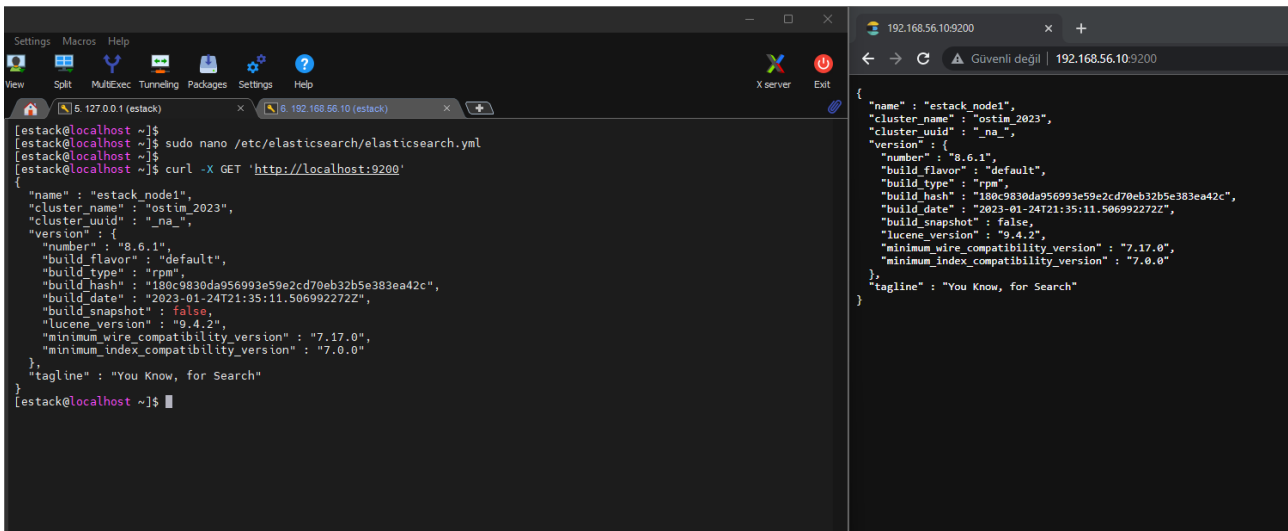 Settings Macros Help
View Split MultiExec Tunneling Packages Settings Help X server Exit
5. 127.0.0.1 (estack) 6. 192.168.56.10 (estack)
[estack@localhost ~]$
[estack@localhost ~]$ sudo nano /etc/elasticsearch/elasticsearch.yml
[estack@localhost ~]$
[estack@localhost ~]$ curl -X GET 'http://localhost:9200'
{
  "name" : "estack_node1",
  "cluster_name" : "ostim_2023",
  "cluster_uuid" : "_na_",
  "version" : {
    "number" : "8.6.1",
    "build_flavor" : "default",
    "build_type" : "rpm",
    "build_hash" : "180c9830da956993e59e2cd70eb32b5e383ea42c",
    "build_date" : "2023-01-24T21:35:11.506992272Z",
    "build_snapshot" : false,
    "lucene_version" : "9.4.2",
    "minimum_wire_compatibility_version" : "7.17.0",
    "minimum_index_compatibility_version" : "7.0.0"
  },
  "tagline" : "You Know, for Search"
}
[estack@localhost ~]$
192.168.56.10:9200
Güvenli değil | 192.168.56.10:9200
{
  "name" : "estack_node1",
  "cluster_name" : "ostim_2023",
  "cluster_uuid" : "_na_",
  "version" : {
    "number" : "8.6.1",
    "build_flavor" : "default",
    "build_type" : "rpm",
    "build_hash" : "180c9830da956993e59e2cd70eb32b5e383ea42c",
    "build_date" : "2023-01-24T21:35:11.506992272Z",
    "build_snapshot" : false,
    "lucene_version" : "9.4.2",
    "minimum_wire_compatibility_version" : "7.17.0",
    "minimum_index_compatibility_version" : "7.0.0"
  },
  "tagline" : "You Know, for Search"
}